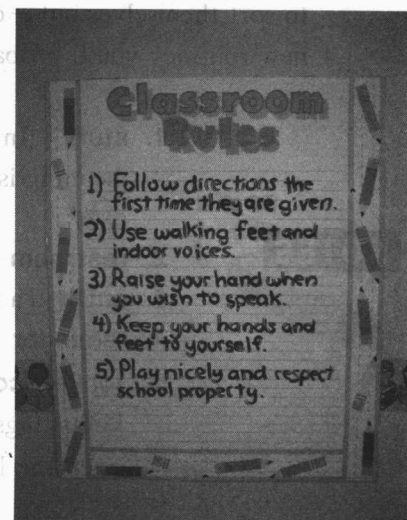 Classroom
Rules
1) Follow directions the
first time they are given.
2) Use walking feet and
indoor voices.
3) Raise your hand when
you wish to speak.
4) Keep your hands and
feet to yourself.
5) Play nicely and respect
school property.